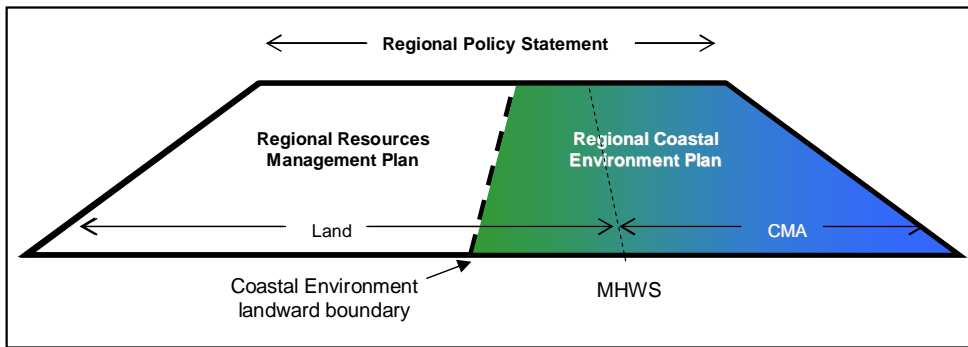 Regional Policy Statement
Regional Resources
Management Plan
Regional Coastal
Environment Plan
Land
CMA
Coastal Environment
landward boundary
MHWS